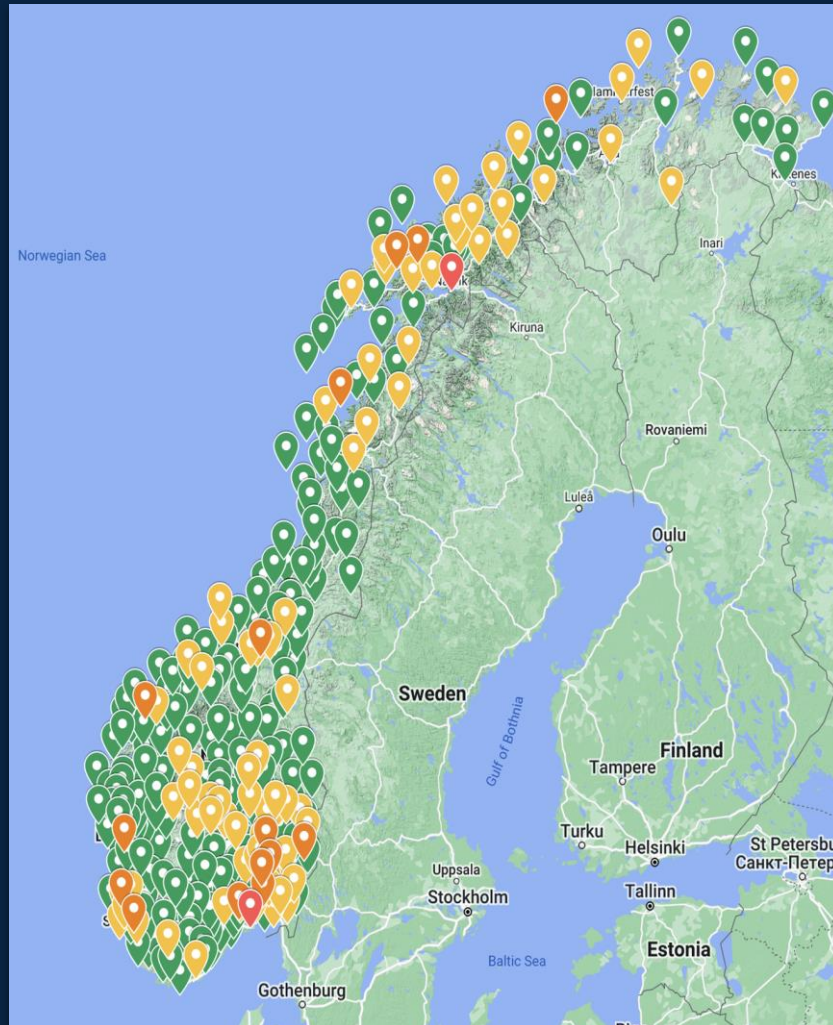 Norwegian Sea
Inari
Kiruna
Rovaniemi
Luleå
Oulu
Sweden
Gulf of Bothnia
Finland
Tampere
Turku
Helsinki
St Petersbu
Санкт-Петер
Uppsala
Stockholm
Tallinn
Baltic Sea
Estonia
Gothenburg